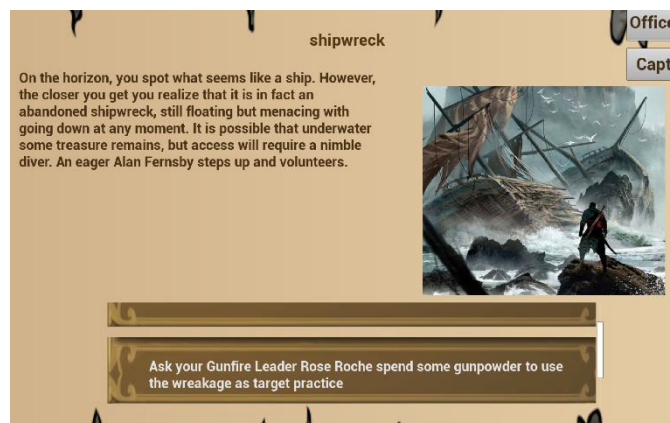 shipwreck
Office
Capt
On the horizon, you spot what seems like a ship. However,
the closer you get you realize that it is in fact an
abandoned shipwreck, still floating but menacing with
going down at any moment. It is possible that underwater
some treasure remains, but access will require a nimble
diver. An eager Alan Fernsby steps up and volunteers.
Ask your Gunfire Leader Rose Roche spend some gunpowder to use
the wreakage as target practice